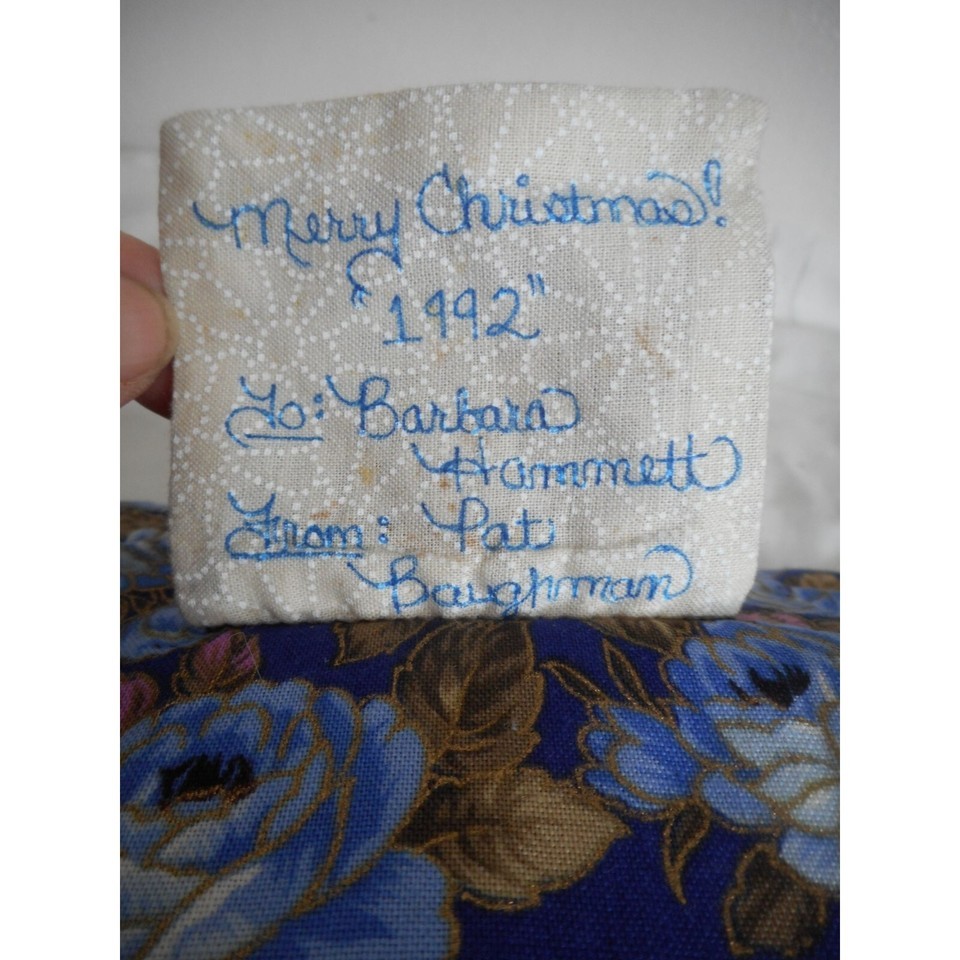 Merry Christmas!
"1992"
To: Barbara
Hammett
From: Pat
Baughman